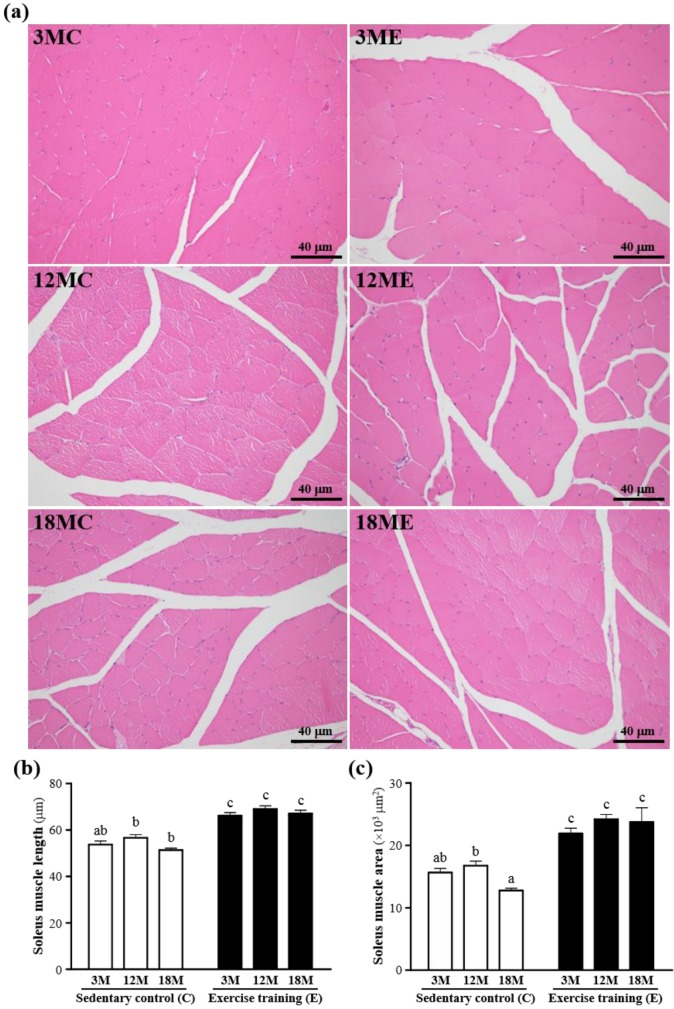 (a)
3MC
3ME
40 μm
40 μm
12MC
12ME
40 μm
40 μm
18MC
18ME
40 μm
40 μm
(b)
Soleus muscle length (μm)
80
60
40
20
0
ab
b
b
c
c
c
3M 12M 18M 3M 12M 18M
Sedentary control (C) Exercise training (E)
(c)
Soleus muscle area (×10³ μm²)
30
20
10
0
ab
b
a
c
c
c
3M 12M 18M 3M 12M 18M
Sedentary control (C) Exercise training (E)